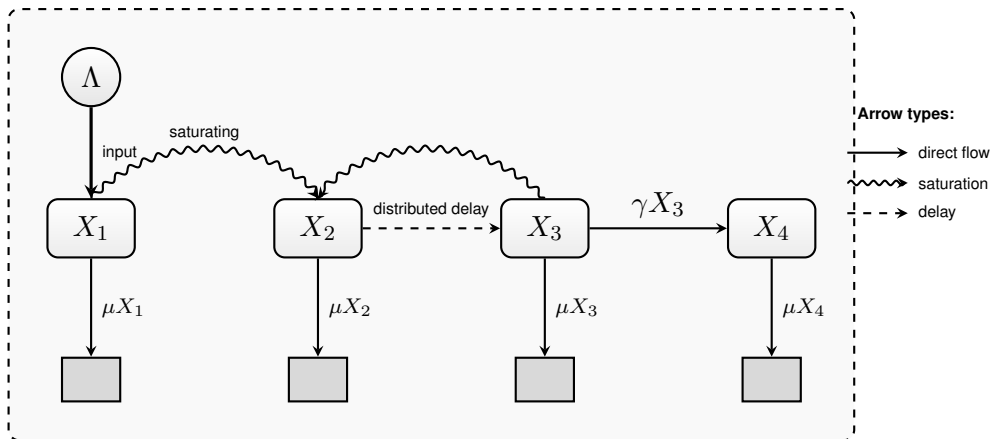 Λ
saturating
input
Arrow types:
direct flow
saturation
delay
X₁
X₂
distributed delay
X₃
γX₃
X₄
μX₁
μX₂
μX₃
μX₄